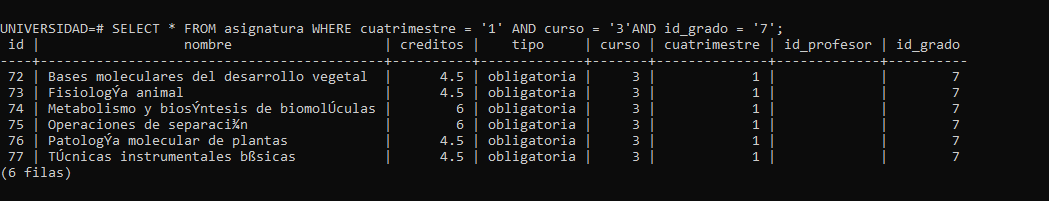 UNIVERSIDAD=# SELECT * FROM asignatura WHERE cuatrimestre = '1' AND curso = '3'AND id_grado = '7';
 id |                   nombre                   | creditos |    tipo     | curso | cuatrimestre | id_profesor | id_grado
----+--------------------------------------------+----------+-------------+-------+--------------+-------------+----------
 72 | Bases moleculares del desarrollo vegetal   |      4.5 | obligatoria |     3 |            1 |             |        7
 73 | FisiologÝa animal                          |      4.5 | obligatoria |     3 |            1 |             |        7
 74 | Metabolismo y biosÝntesis de biomolÚculas |        6 | obligatoria |     3 |            1 |             |        7
 75 | Operaciones de separaci¾n                  |        6 | obligatoria |     3 |            1 |             |        7
 76 | PatologÝa molecular de plantas             |      4.5 | obligatoria |     3 |            1 |             |        7
 77 | TÚcnicas instrumentales bßsicas            |      4.5 | obligatoria |     3 |            1 |             |        7
(6 filas)